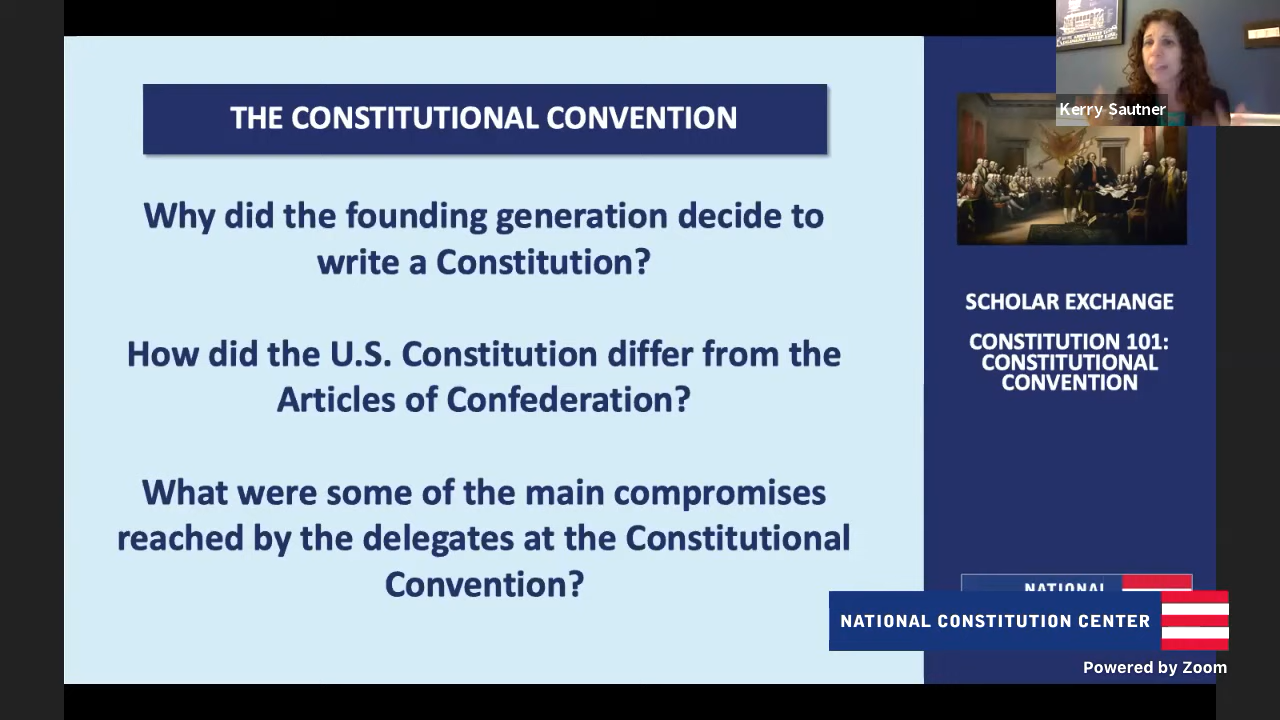 THE CONSTITUTIONAL CONVENTION
Why did the founding generation decide to
write a Constitution?
How did the U.S. Constitution differ from the
Articles of Confederation?
What were some of the main compromises
reached by the delegates at the Constitutional
Convention?
Kerry Sautner
SCHOLAR EXCHANGE
CONSTITUTION 101:
CONSTITUTIONAL
CONVENTION
NATIONAL
NATIONAL CONSTITUTION CENTER
Powered by Zoom